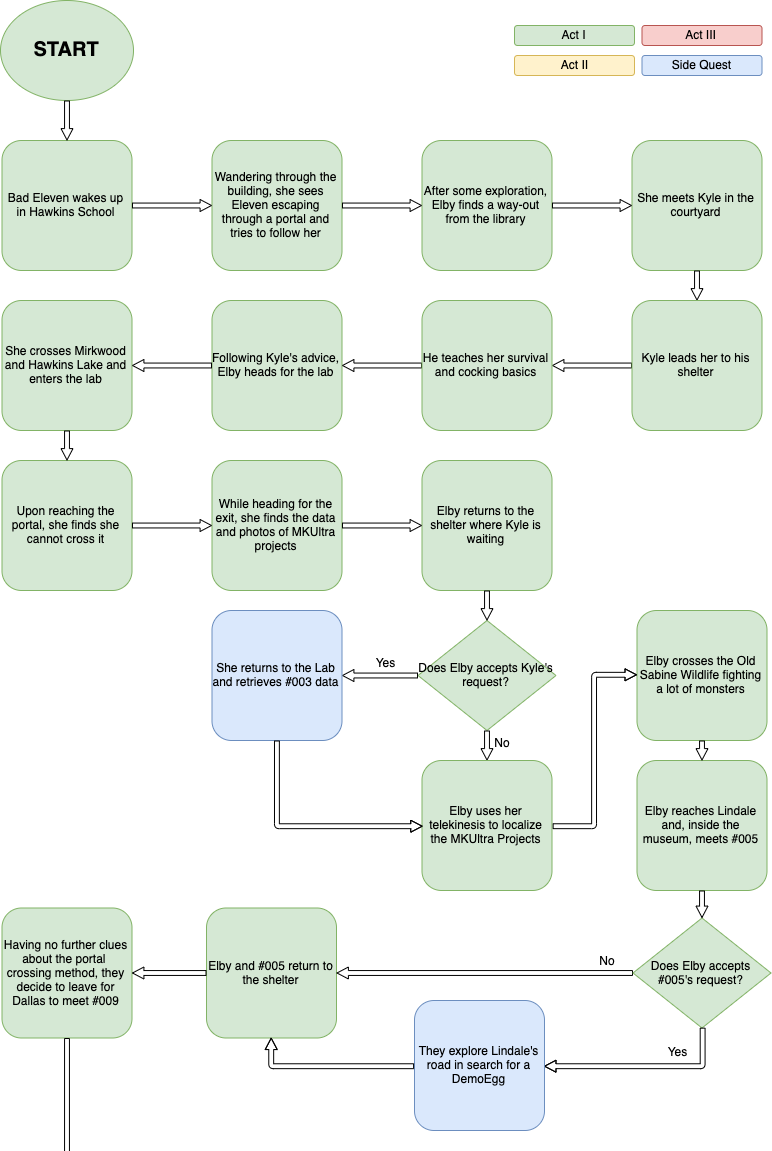 START
Act I
Act III
Act II
Side Quest
Bad Eleven wakes up
in Hawkins School
Wandering through the
building, she sees
Eleven escaping
through a portal and
tries to follow her
After some exploration,
Elby finds a way-out
from the library
She meets Kyle in the
courtyard
She crosses Mirkwood
and Hawkins Lake and
enters the lab
Following Kyle's advice,
Elby heads for the lab
He teaches her survival
and cocking basics
Kyle leads her to his
shelter
Upon reaching the
portal, she finds she
cannot cross it
While heading for the
exit, she finds the data
and photos of MKUltra
projects
Elby returns to the
shelter where Kyle is
waiting
She returns to the Lab
and retrieves #003 data
Yes
Does Elby accepts Kyle's
request?
No
Elby crosses the Old
Sabine Wildlife fighting
a lot of monsters
Elby uses her
telekinesis to localize
the MKUltra Projects
Elby reaches Lindale
and, inside the
museum, meets #005
Having no further clues
about the portal
crossing method, they
decide to leave for
Dallas to meet #009
Elby and #005 return to
the shelter
No
Does Elby accepts
#005's request?
Yes
They explore Lindale's
road in search for a
DemoEgg